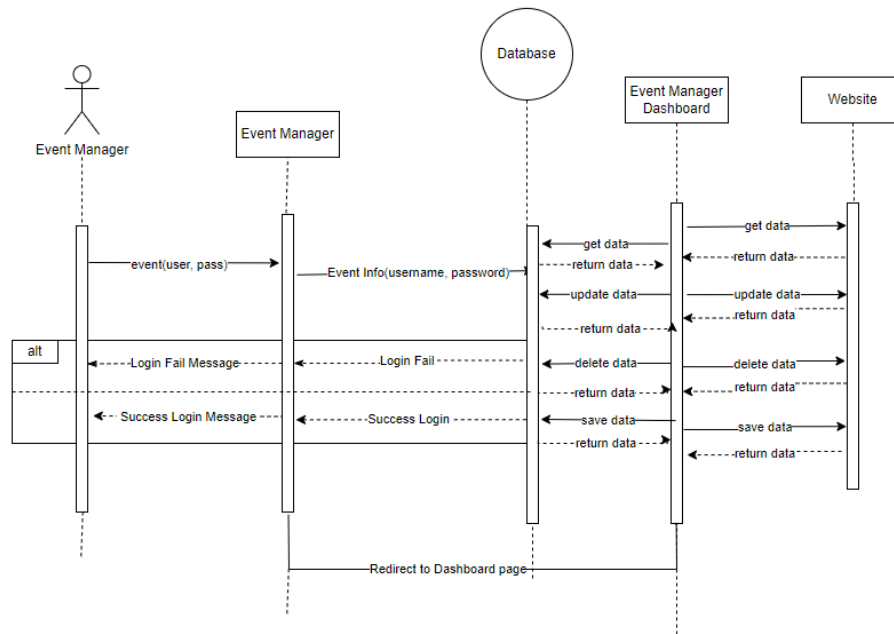 Database
Event Manager
Dashboard
Website
Event Manager
Event Manager
get data
get data
event(user, pass)
return data
return data
Event Info(username, password)
update data
update data
return data
return data
alt
Login Fail Message
Login Fail
delete data
delete data
return data
return data
Success Login Message
Success Login
save data
save data
return data
return data
Redirect to Dashboard page